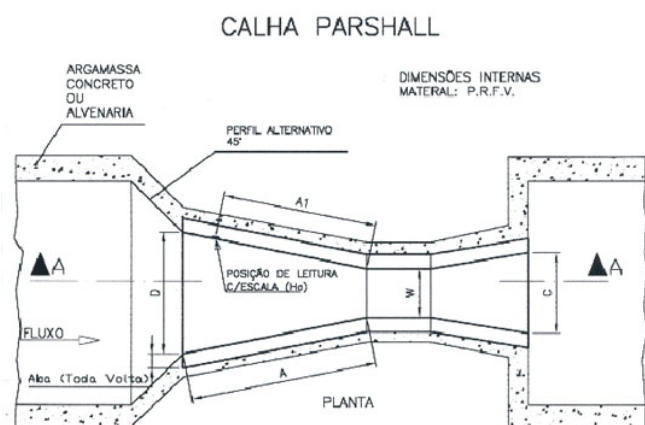 CALHA PARSHALL
ARGAMASSA
CONCRETO
OU
ALVENARIA
DIMENSÕES INTERNAS
MATERAL: P.R.F.V.
PERFIL ALTERNATIVO
45°
A1
A
A
POSIÇÃO DE LEITURA
C/ESCALA (Ho)
D
W
C
FLUXO
Aba (Toda Volta)
A
PLANTA